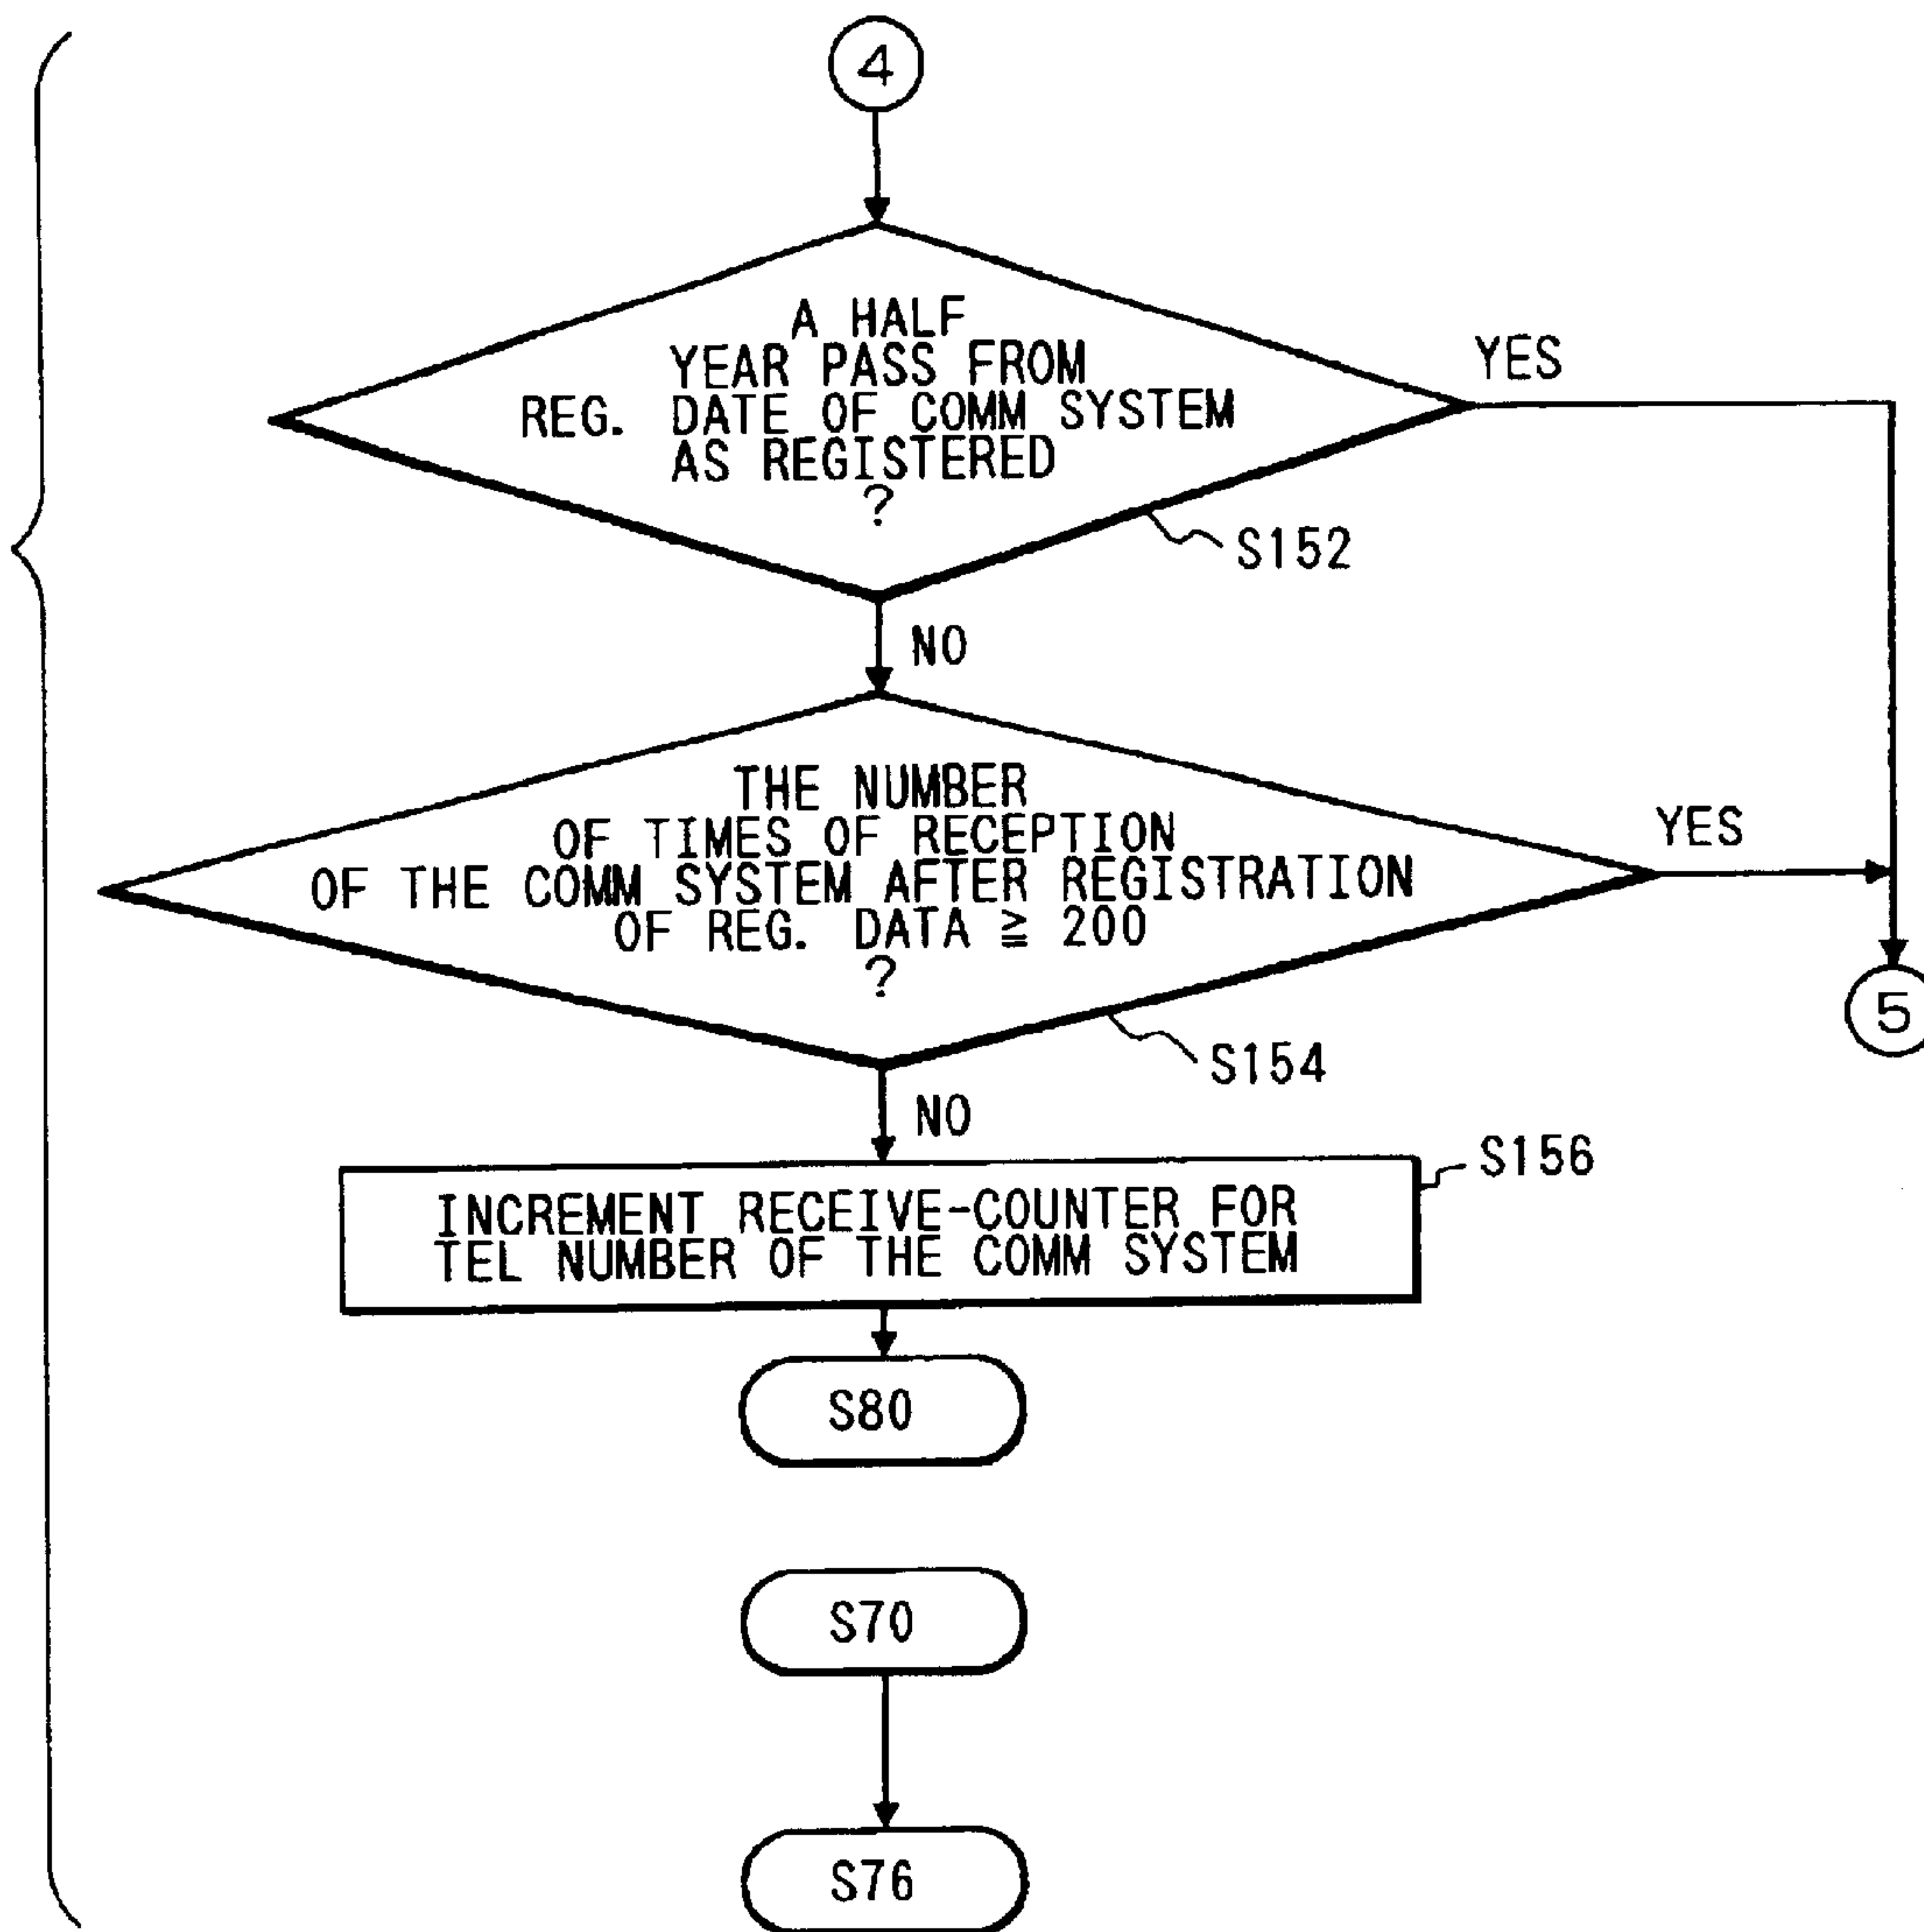 4
A HALF
YEAR PASS FROM
REG. DATE OF COMM SYSTEM
AS REGISTERED
?
YES
S152
NO
THE NUMBER
OF TIMES OF RECEPTION
OF THE COMM SYSTEM AFTER REGISTRATION
OF REG. DATA ≧ 200
?
YES
5
S154
NO
S156
INCREMENT RECEIVE-COUNTER FOR
TEL NUMBER OF THE COMM SYSTEM
S80
S70
S76